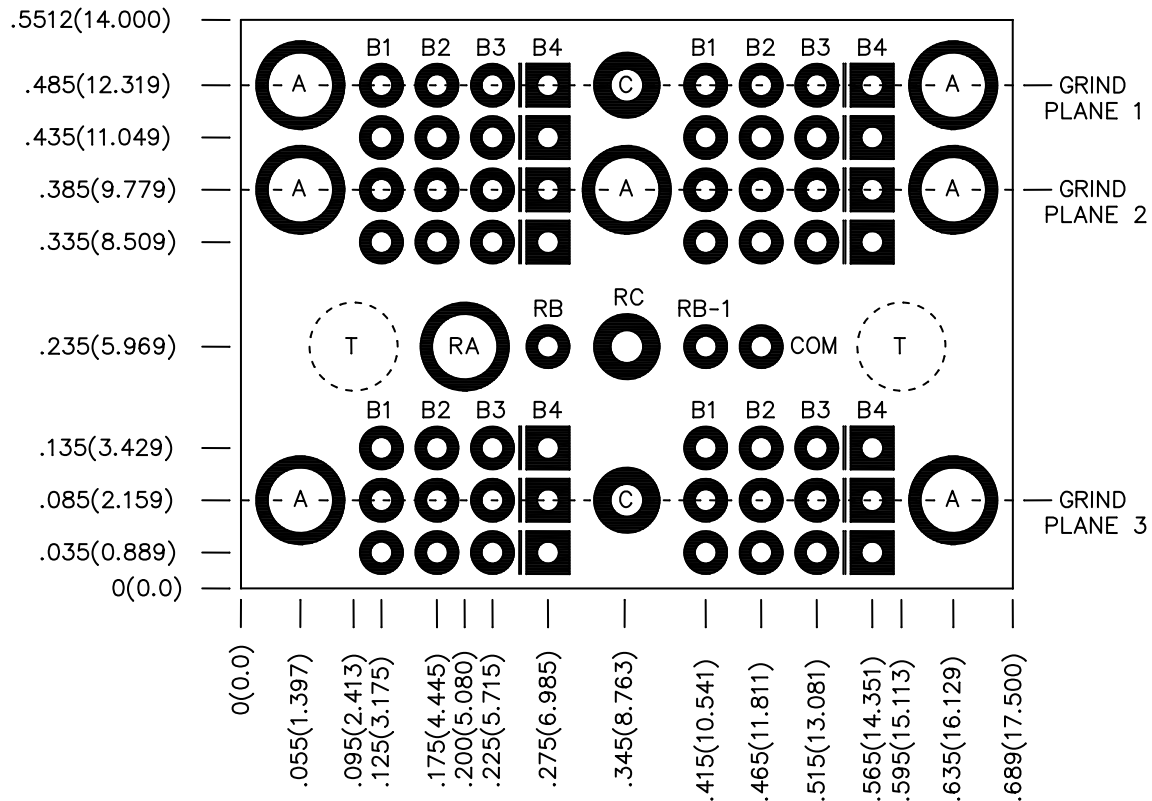 .5512(14.000)
B1 B2 B3 B4 B1 B2 B3 B4
.485(12.319) A C A GRIND PLANE 1
.435(11.049)
.385(9.779) A A A GRIND PLANE 2
.335(8.509)
RB RC RB-1
.235(5.969) T RA COM T
B1 B2 B3 B4 B1 B2 B3 B4
.135(3.429)
.085(2.159) A C A GRIND PLANE 3
.035(0.889)
0(0.0)
0(0.0) .055(1.397) .095(2.413) .125(3.175) .175(4.445) .200(5.080) .225(5.715) .275(6.985) .345(8.763) .415(10.541) .465(11.811) .515(13.081) .565(14.351) .595(15.113) .635(16.129) .689(17.500)